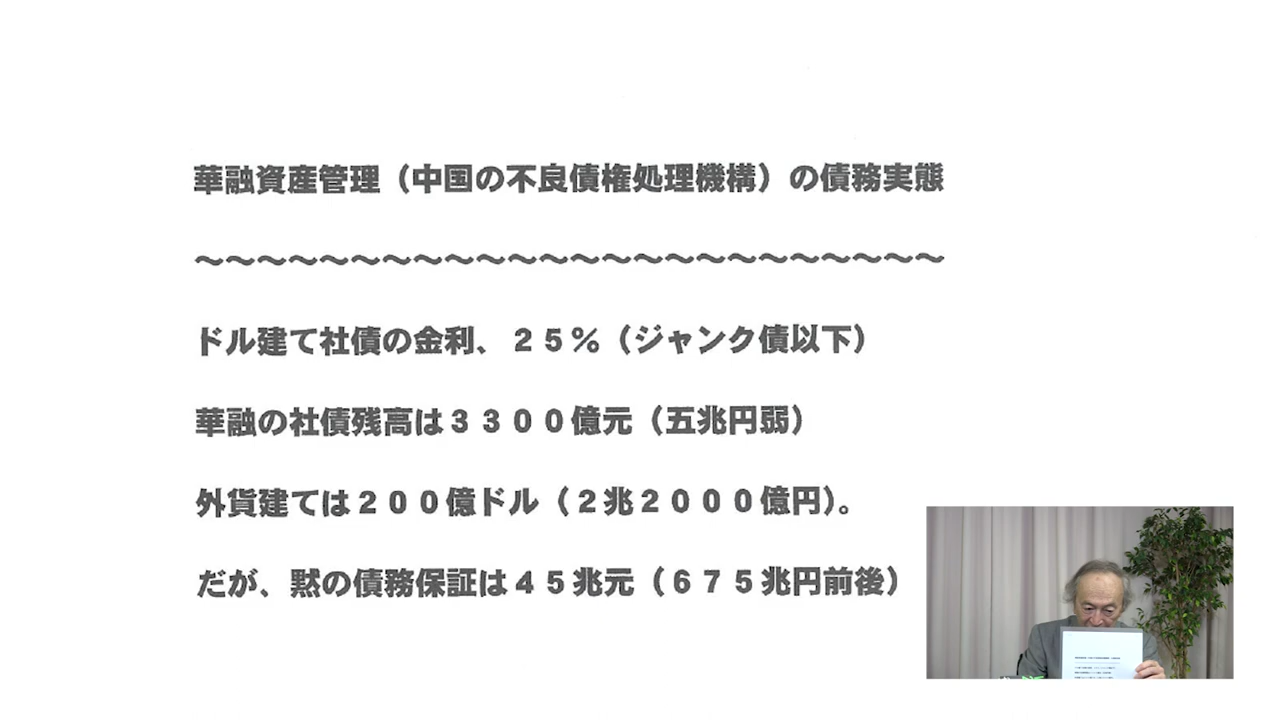 華融資産管理（中国の不良債権処理機構）の債務実態
～～～～～～～～～～～～～～～～～～～～～～～～
ドル建て社債の金利、２５％（ジャンク債以下）
華融の社債残高は３３００億元（五兆円弱）
外貨建ては２００億ドル（２兆２０００億円）。
だが、黙の債務保証は４５兆元（６７５兆円前後）